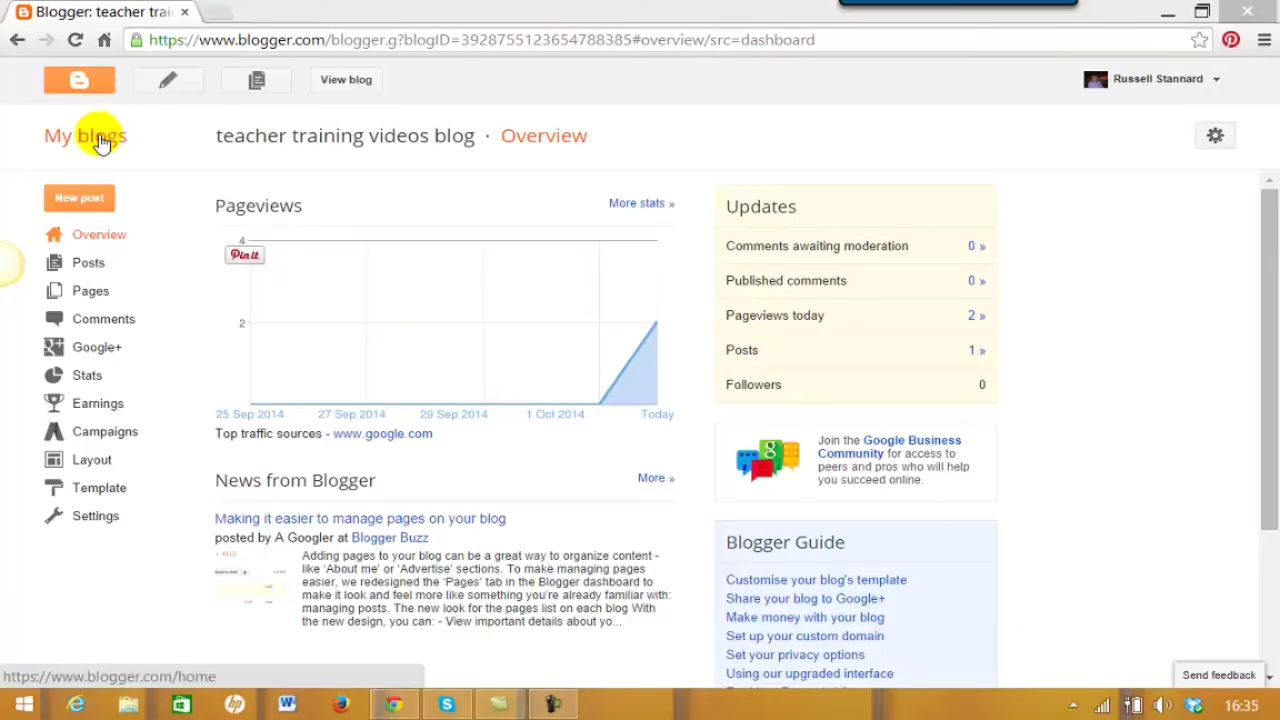 Blogger: teacher trai
https://www.blogger.com/blogger.g?blogID=3928755123654788385#overview/src=dashboard
View blog
Russell Stannard
My blogs
teacher training videos blog · Overview
New post
Overview
Posts
Pages
Comments
Google+
Stats
Earnings
Campaigns
Layout
Template
Settings
Pageviews
More stats »
4
Pin it
2
25 Sep 2014 27 Sep 2014 29 Sep 2014 1 Oct 2014 Today
Top traffic sources - www.google.com
News from Blogger
More »
Making it easier to manage pages on your blog
posted by A Googler at Blogger Buzz
Adding pages to your blog can be a great way to organize content -
like 'About me' or 'Advertise' sections. To make managing pages
easier, we redesigned the 'Pages' tab in the Blogger dashboard to
make it look and feel more like something you're already familiar with:
managing posts. The new look for the pages list on each blog With
the new design, you can: - View important details about yo...
Updates
Comments awaiting moderation 0 »
Published comments 0 »
Pageviews today 2 »
Posts 1 »
Followers 0
Join the Google Business
Community for access to
peers and pros who will help
you succeed online.
Blogger Guide
Customise your blog's template
Share your blog to Google+
Make money with your blog
Set up your custom domain
Set your privacy options
Using our upgraded interface
https://www.blogger.com/home
Send feedback
16:35